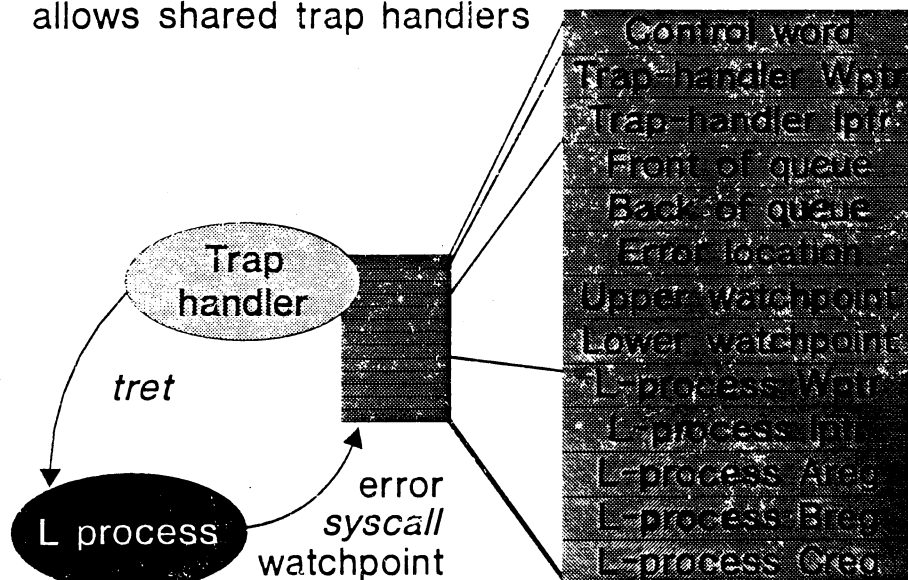 allows shared trap handlers
Control word
Trap-handler Wptr
Trap-handler Iptr
Front of queue
Back of queue
Error location
Upper watchpoint
Lower watchpoint
L-process Wptr
L-process Iptr
L-process Areg
L-process Breg
L-process Creg
Trap
handler
tret
L process
error
syscall
watchpoint